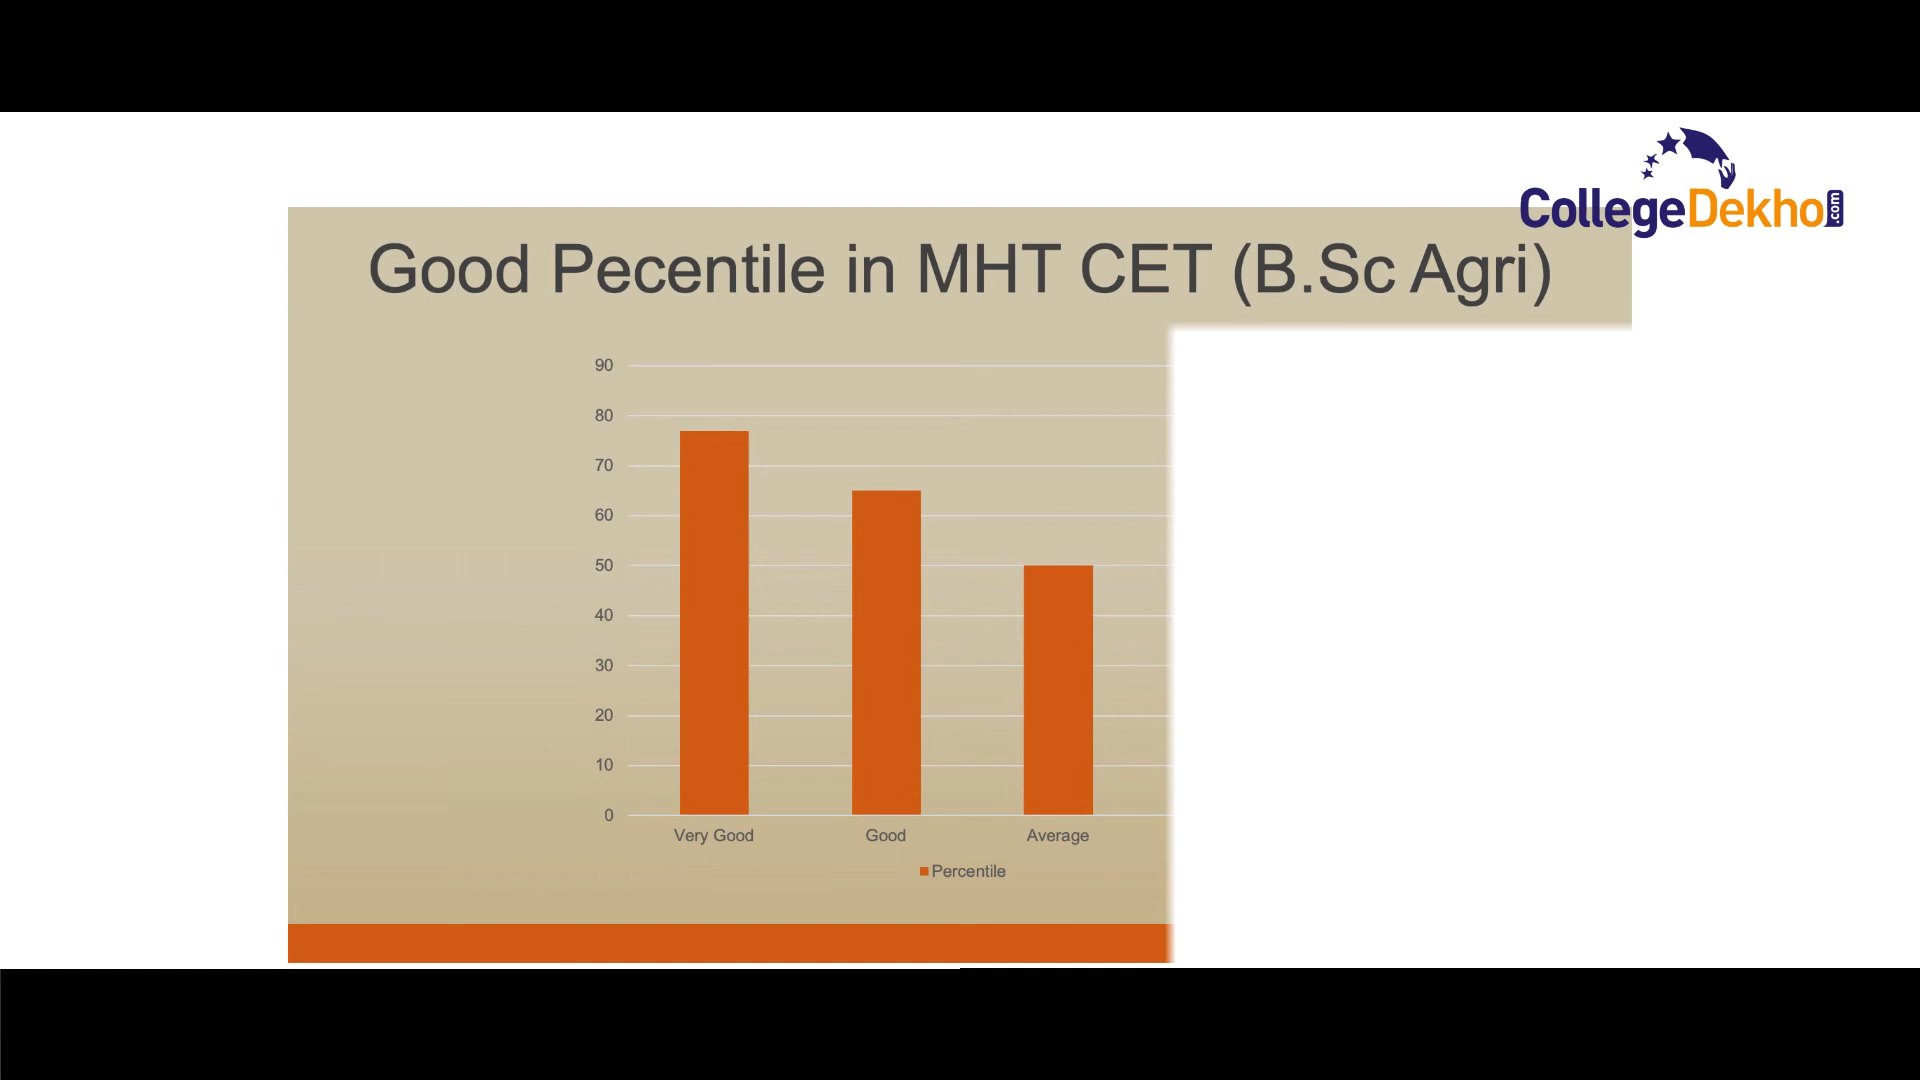 CollegeDekho.com
Good Pecentile in MHT CET (B.Sc Agri)
90
80
70
60
50
40
30
20
10
0
Very Good Good Average
Percentile